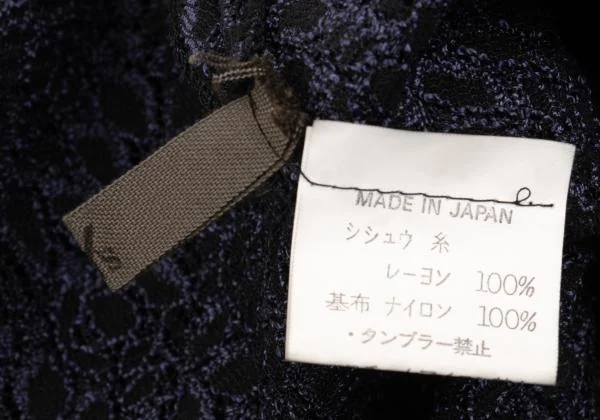 MADE IN JAPAN
シシュウ 糸
レーヨン 100%
基布 ナイロン 100%
・タンブラー禁止